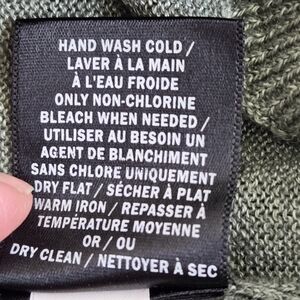 HAND WASH COLD /
LAVER À LA MAIN
À L'EAU FROIDE
ONLY NON-CHLORINE
BLEACH WHEN NEEDED /
UTILISER AU BESOIN UN
AGENT DE BLANCHIMENT
SANS CHLORE UNIQUEMENT
DRY FLAT / SÉCHER À PLAT
WARM IRON / REPASSER À
TEMPÉRATURE MOYENNE
OR / OU
DRY CLEAN / NETTOYER À SEC